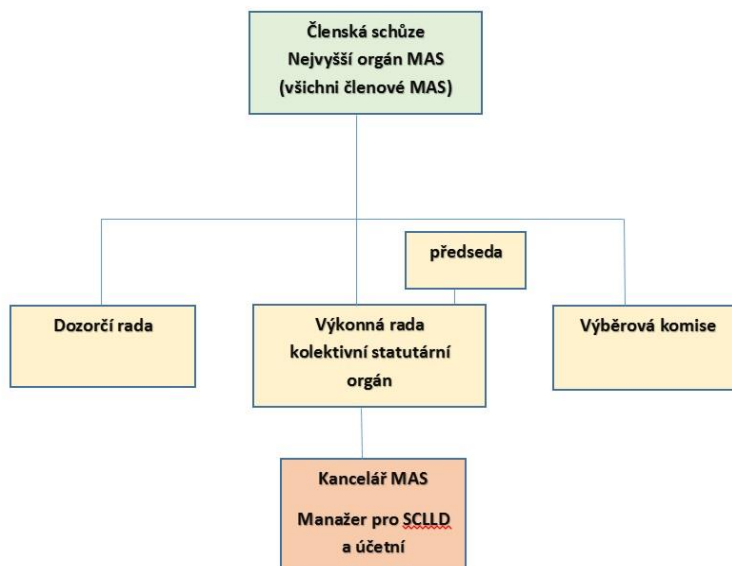 Členská schůze
Nejvyšší orgán MAS
(všichni členové MAS)
předseda
Dozorčí rada
Výkonná rada
kolektivní statutární
orgán
Výběrová komise
Kancelář MAS
Manažer pro SCLLD
a účetní